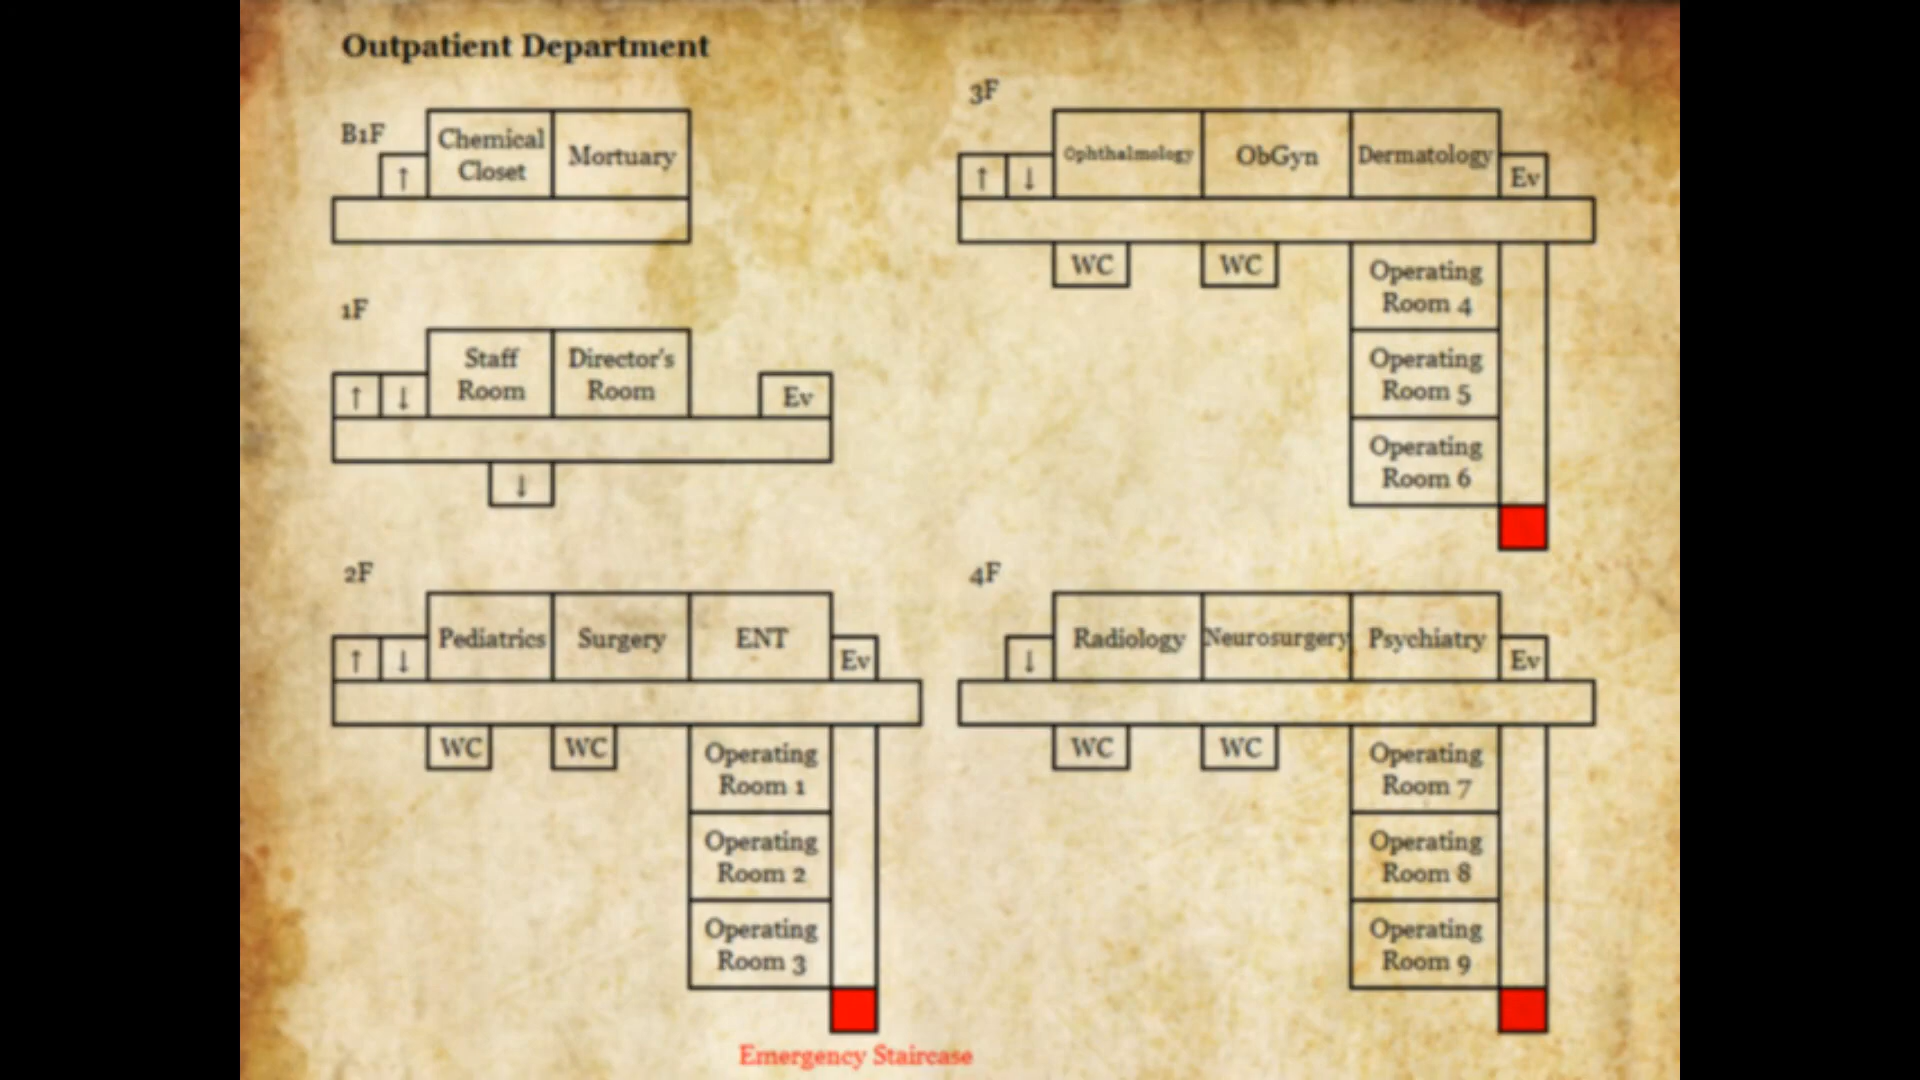 Outpatient Department
B1F
Chemical
Closet
Mortuary
↑
1F
Staff
Room
Director's
Room
↑
↓
Ev
↓
2F
Pediatrics
Surgery
ENT
↑
↓
Ev
WC
WC
Operating
Room 1
Operating
Room 2
Operating
Room 3
Emergency Staircase
3F
Ophthalmology
ObGyn
Dermatology
↑
↓
Ev
WC
WC
Operating
Room 4
Operating
Room 5
Operating
Room 6
4F
Radiology
Neurosurgery
Psychiatry
↓
Ev
WC
WC
Operating
Room 7
Operating
Room 8
Operating
Room 9